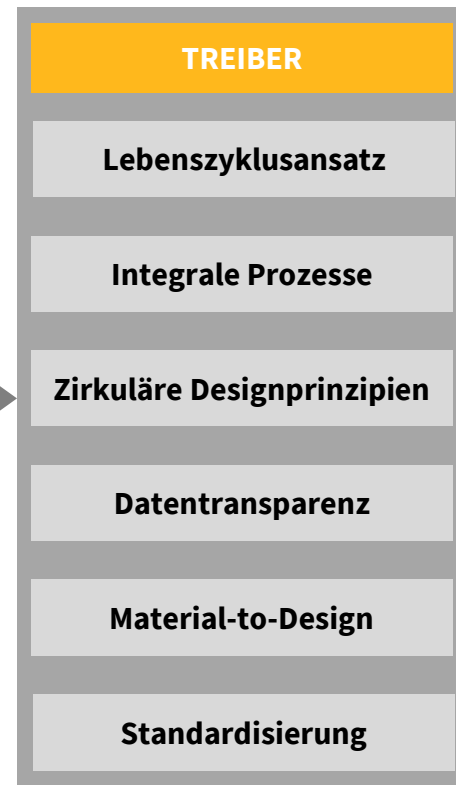 TREIBER
Lebenszyklusansatz
Integrale Prozesse
Zirkuläre Designprinzipien
Datentransparenz
Material-to-Design
Standardisierung